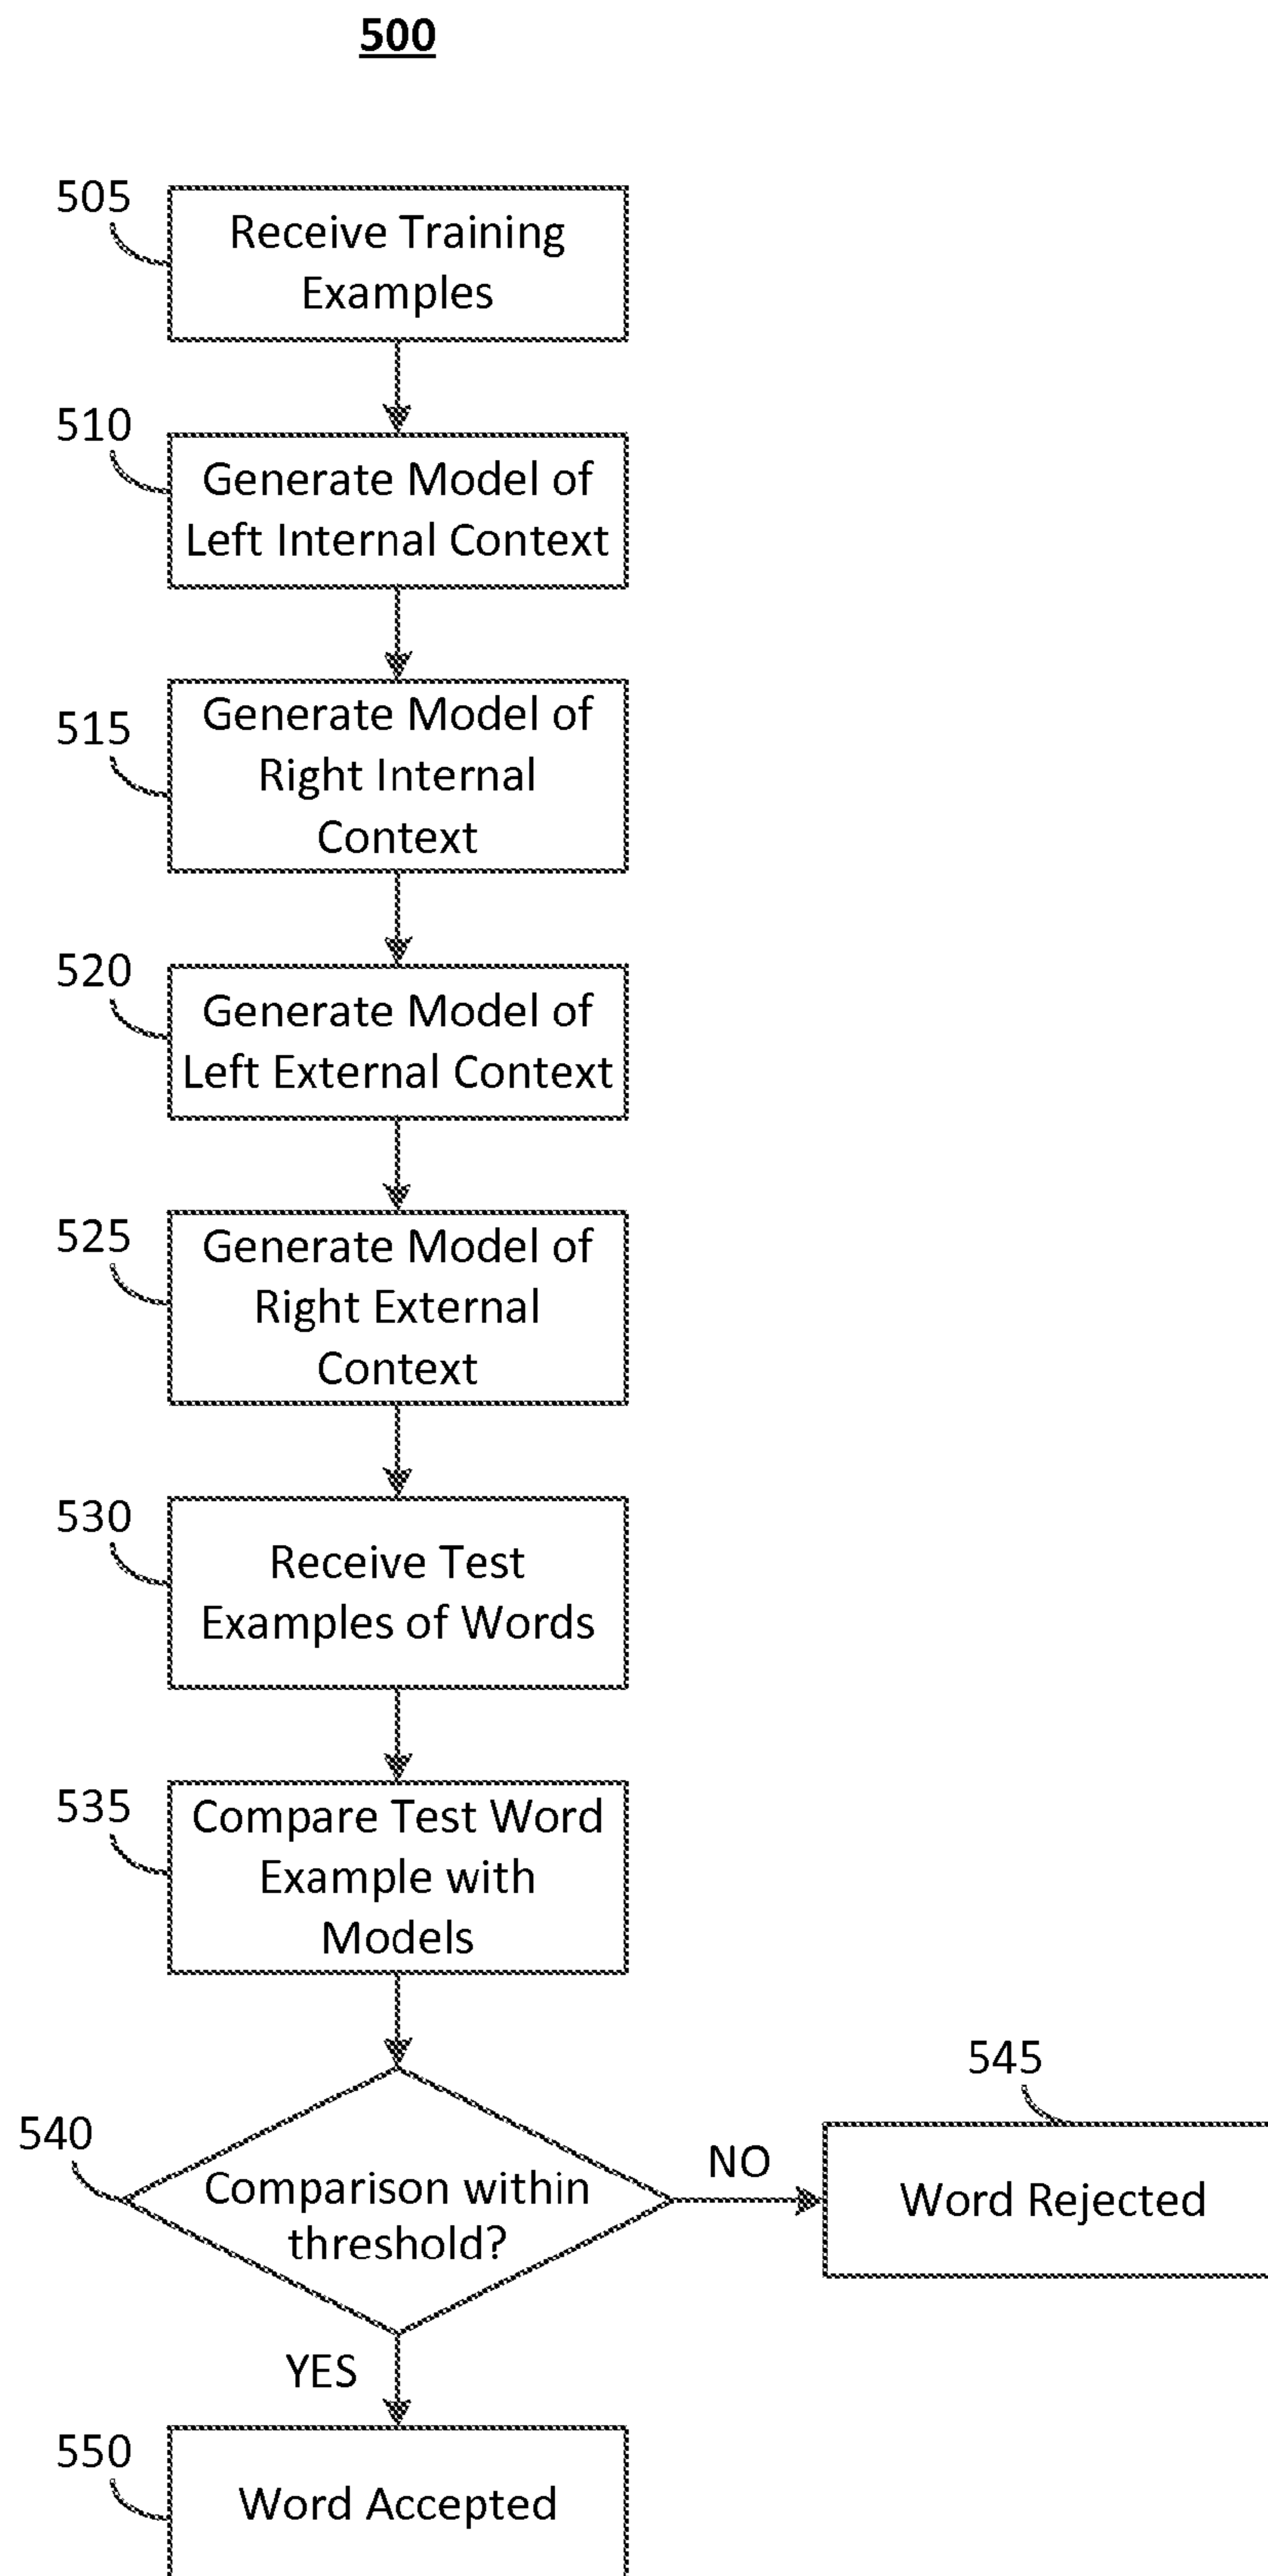 500
505
Receive Training
Examples
510
Generate Model of
Left Internal Context
515
Generate Model of
Right Internal
Context
520
Generate Model of
Left External Context
525
Generate Model of
Right External
Context
530
Receive Test
Examples of Words
535
Compare Test Word
Example with
Models
540
Comparison within
threshold?
NO
545
Word Rejected
YES
550
Word Accepted